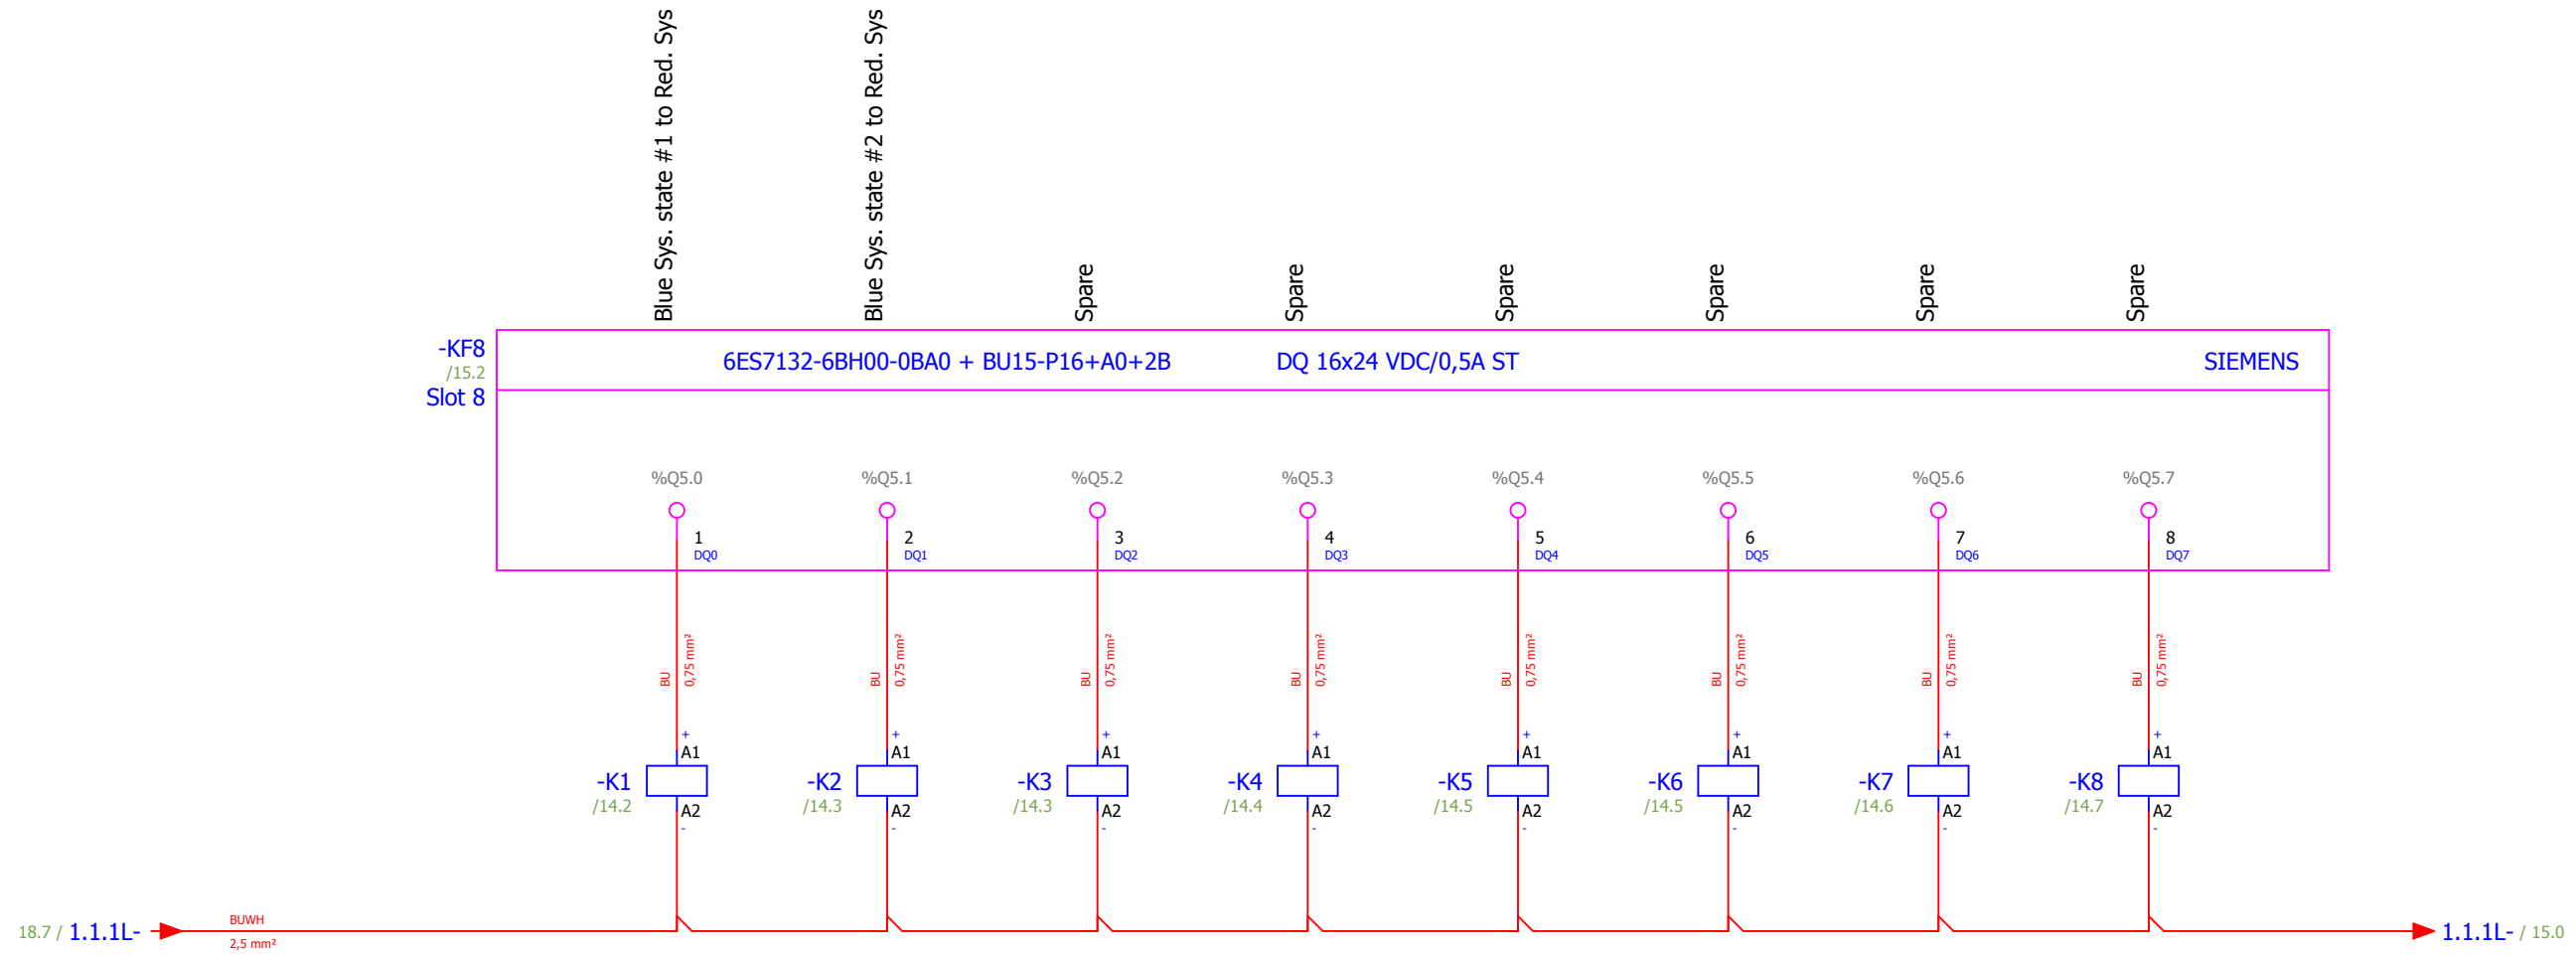 Blue Sys. state #1 to Red. Sys
Blue Sys. state #2 to Red. Sys
Spare
Spare
Spare
Spare
Spare
Spare
-KF8
/15.2
Slot 8
6ES7132-6BH00-0BA0 + BU15-P16+A0+2B DQ 16x24 VDC/0,5A ST SIEMENS
%Q5.0 %Q5.1 %Q5.2 %Q5.3 %Q5.4 %Q5.5 %Q5.6 %Q5.7
1 2 3 4 5 6 7 8
DQ0 DQ1 DQ2 DQ3 DQ4 DQ5 DQ6 DQ7
BU 0,75 mm² BU 0,75 mm² BU 0,75 mm² BU 0,75 mm² BU 0,75 mm² BU 0,75 mm² BU 0,75 mm² BU 0,75 mm²
+ + + + + + + +
A1 A1 A1 A1 A1 A1 A1 A1
-K1 -K2 -K3 -K4 -K5 -K6 -K7 -K8
/14.2 /14.3 /14.3 /14.4 /14.5 /14.5 /14.6 /14.7
A2 A2 A2 A2 A2 A2 A2 A2
- - - - - - - -
BUWH
18.7 / 1.1.1L- 1.1.1L- / 15.0
2,5 mm²